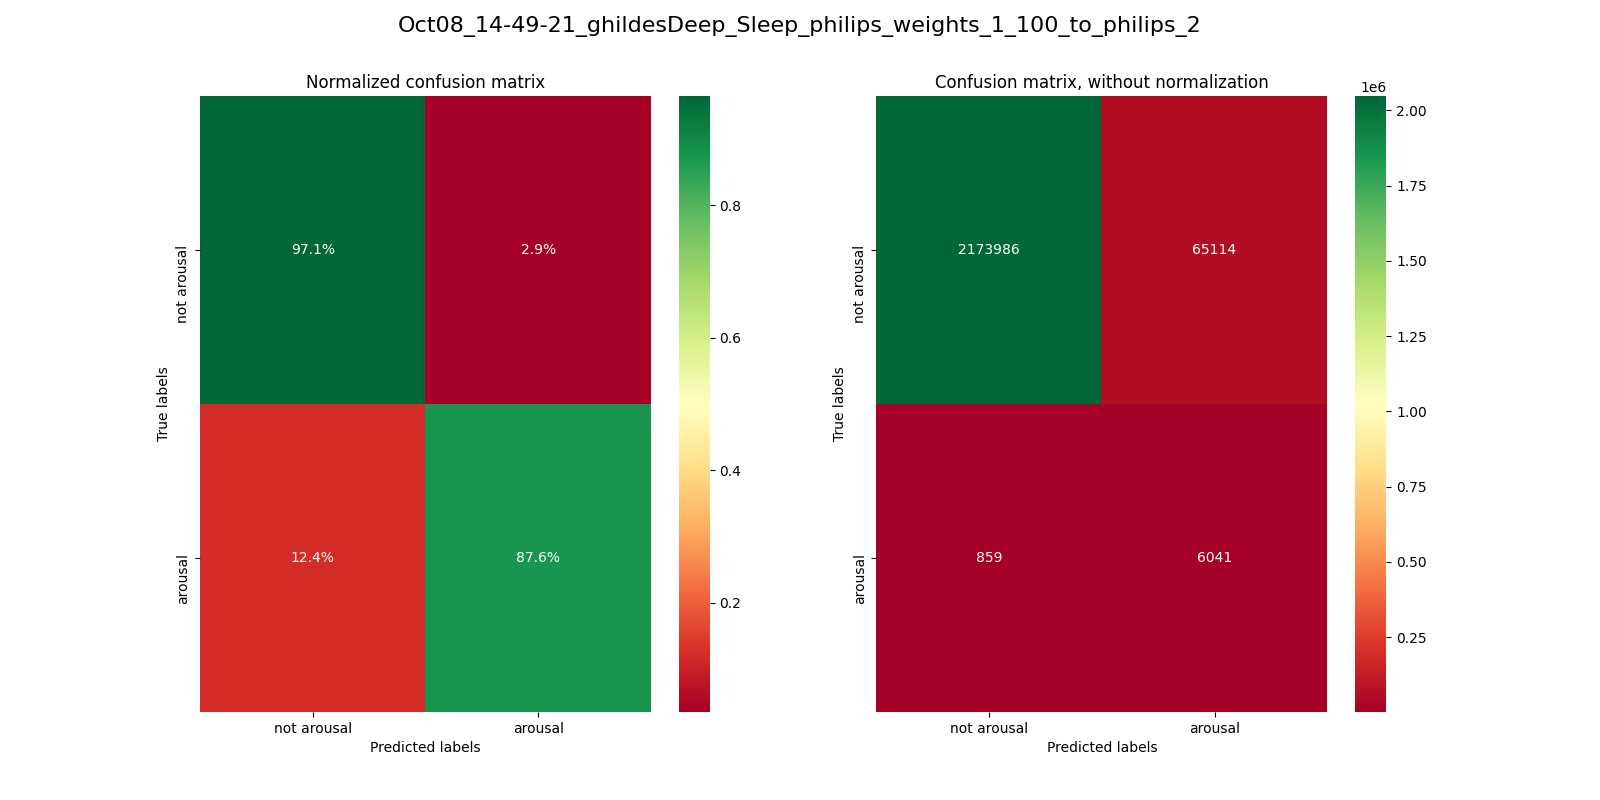 Oct08_14-49-21_ghildesDeep_Sleep_philips_weights_1_100_to_philips_2
Normalized confusion matrix
not arousal
arousal
True labels
97.1%
2.9%
12.4%
87.6%
not arousal
arousal
Predicted labels
0.8
0.6
0.4
0.2
Confusion matrix, without normalization
not arousal
arousal
True labels
2173986
65114
859
6041
not arousal
arousal
Predicted labels
1e6
2.00
1.75
1.50
1.25
1.00
0.75
0.50
0.25